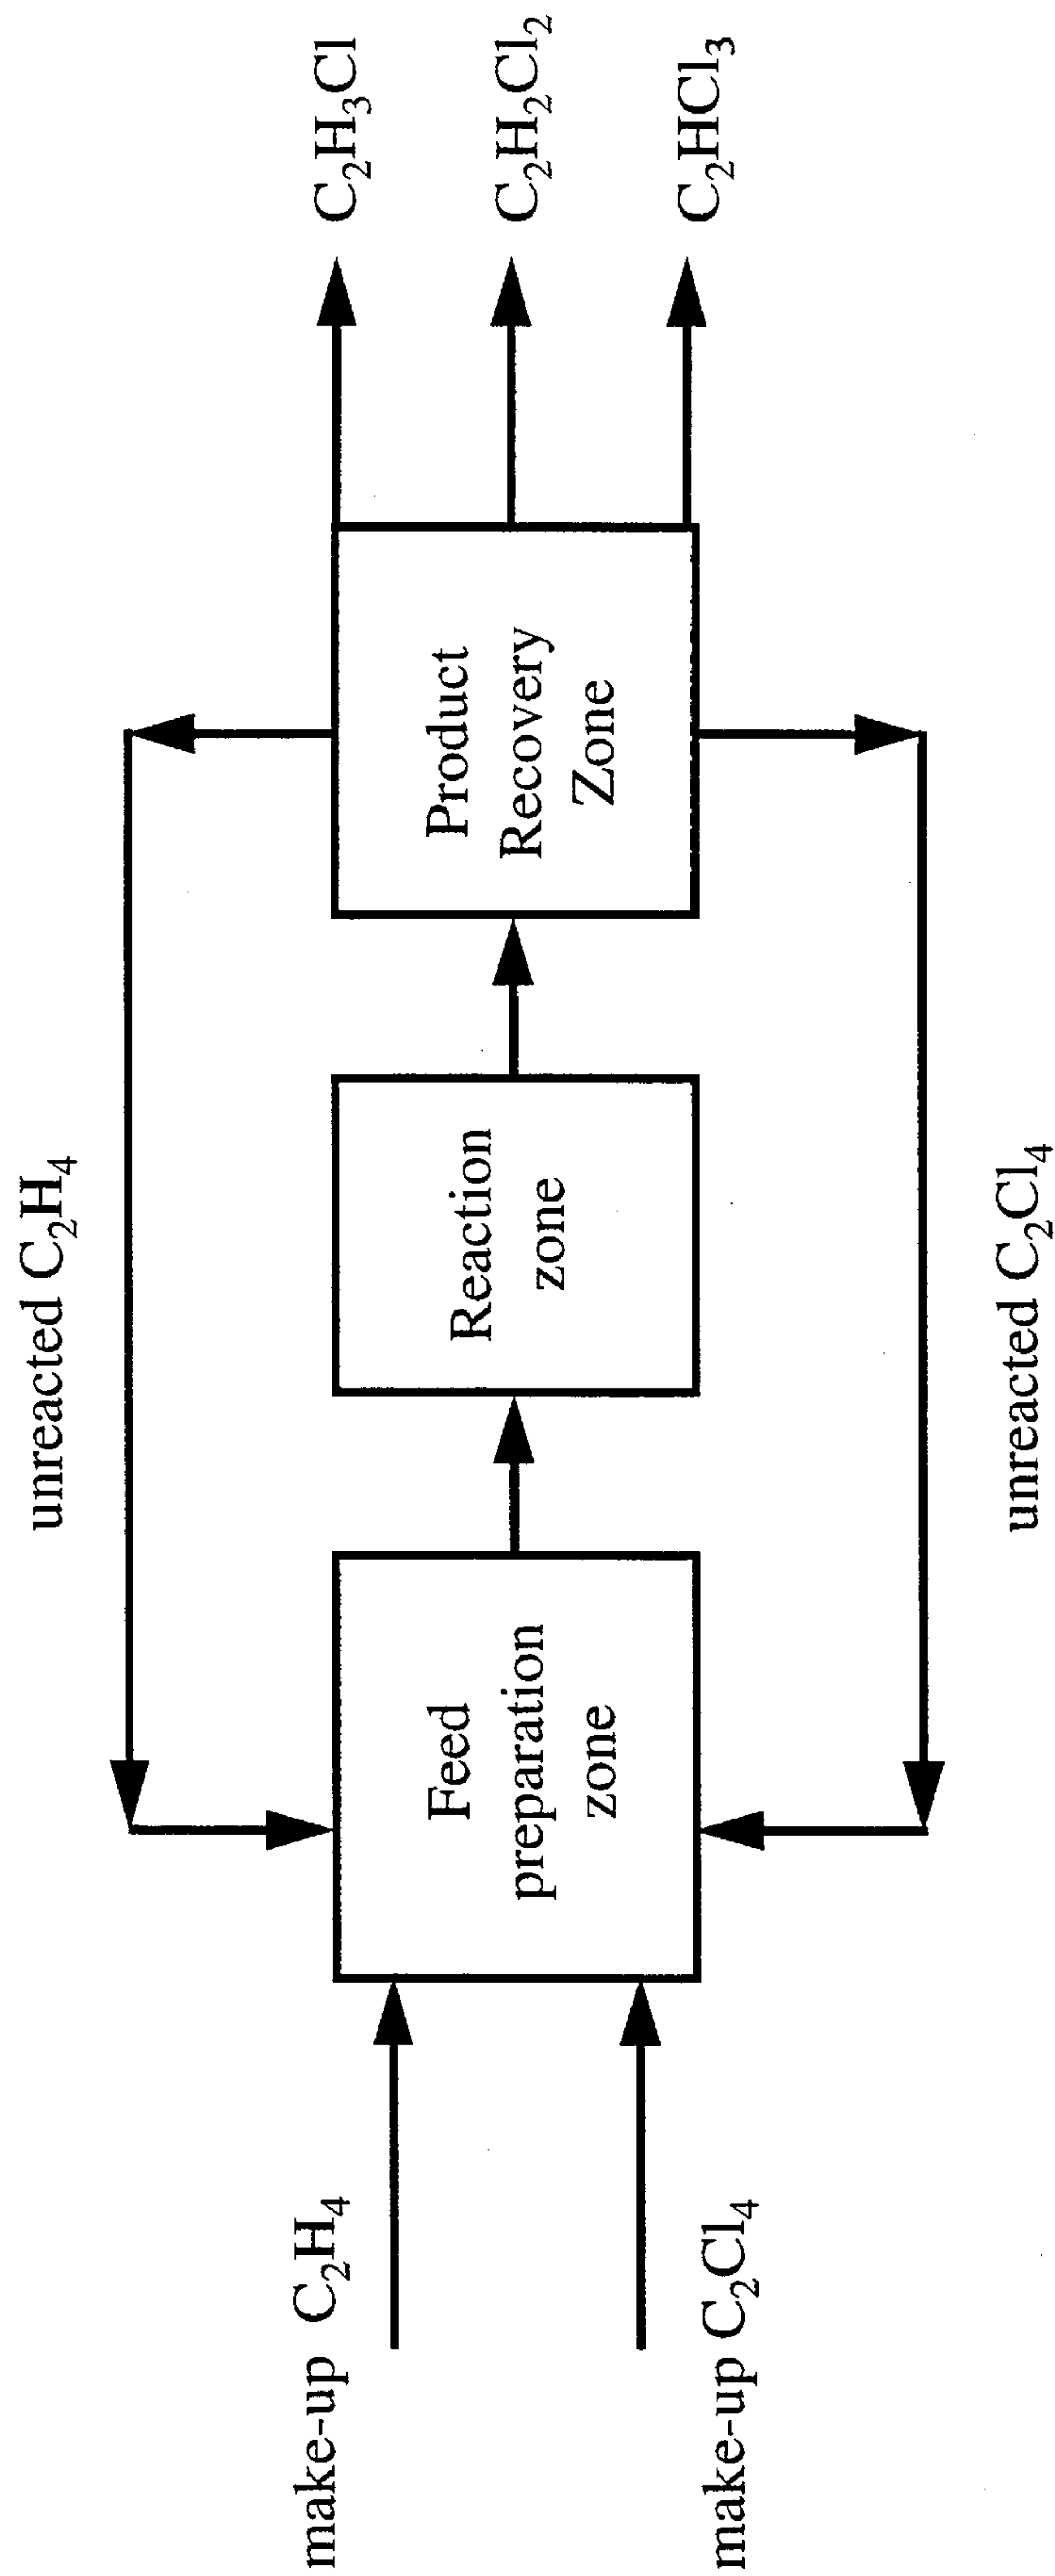 unreacted C₂H₄
make-up C₂H₄
make-up C₂Cl₄
Feed
preparation
zone
Reaction
zone
Product
Recovery
Zone
C₂H₃Cl
C₂H₂Cl₂
C₂HCl₃
unreacted C₂Cl₄